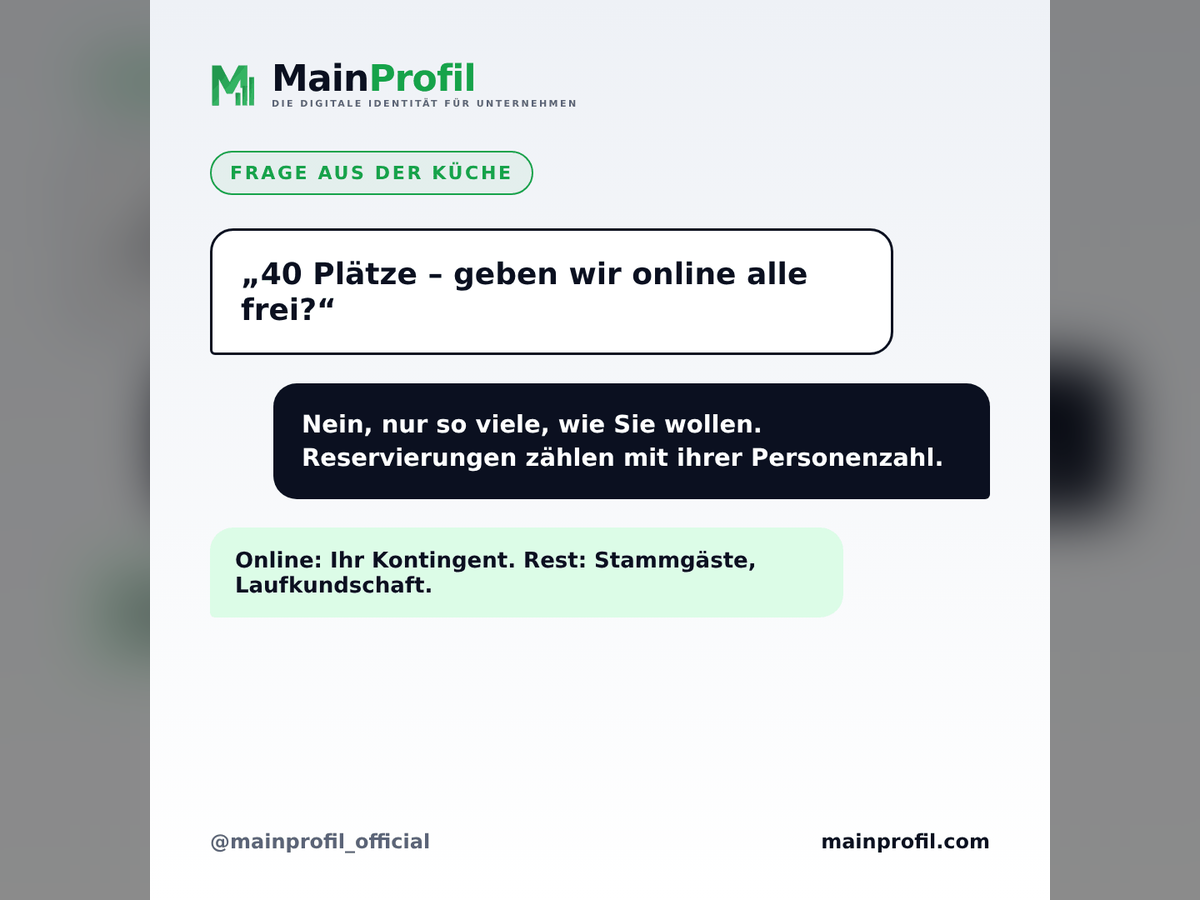 MainProfil
DIE DIGITALE IDENTITÄT FÜR UNTERNEHMEN
FRAGE AUS DER KÜCHE
„40 Plätze – geben wir online alle
frei?“
Nein, nur so viele, wie Sie wollen.
Reservierungen zählen mit ihrer Personenzahl.
Online: Ihr Kontingent. Rest: Stammgäste,
Laufkundschaft.
@mainprofil_official
mainprofil.com